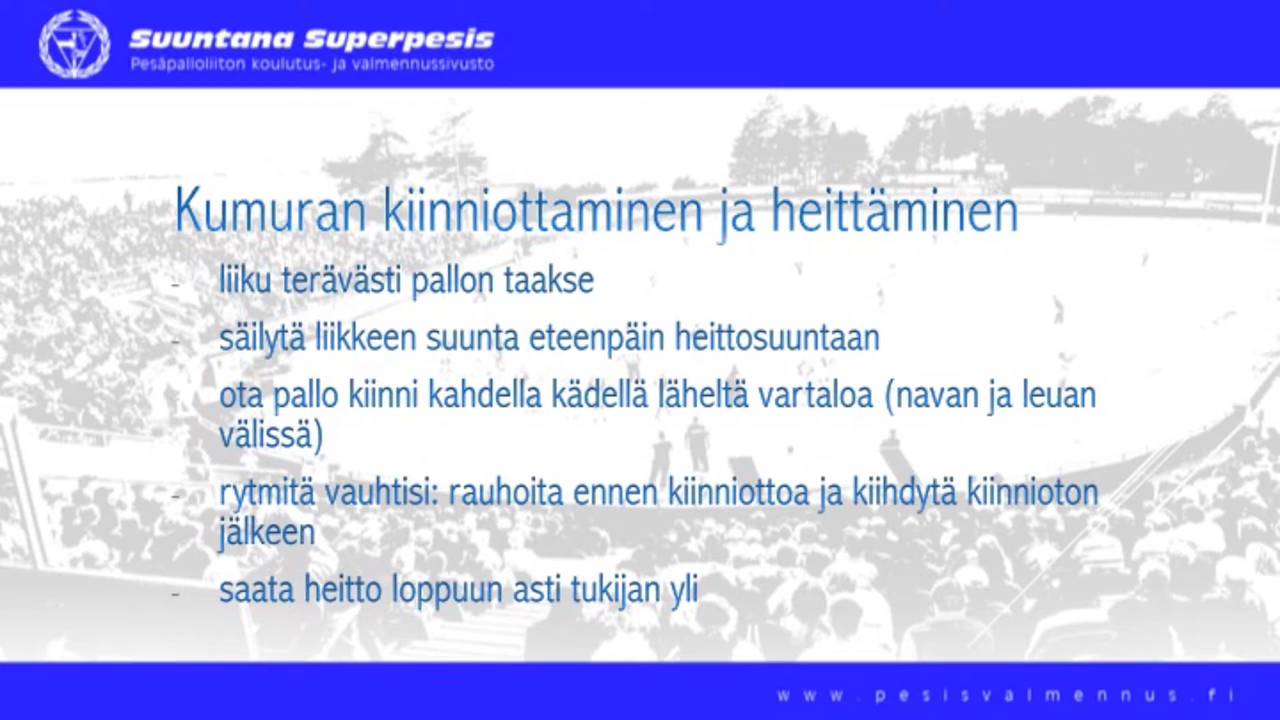 Suuntana Superpesis
Pesäpalloliiton koulutus- ja valmennussivusto
Kumuran kiinniottaminen ja heittäminen
- liiku terävästi pallon taakse
- säilytä liikkeen suunta eteenpäin heittosuuntaan
- ota pallo kiinni kahdella kädellä läheltä vartaloa (navan ja leuan
välissä)
- rytmitä vauhtisi: rauhoita ennen kiinniottoa ja kiihdytä kiinnioton
jälkeen
- saata heitto loppuun asti tukijan yli
www.pesisvalmennus.fi